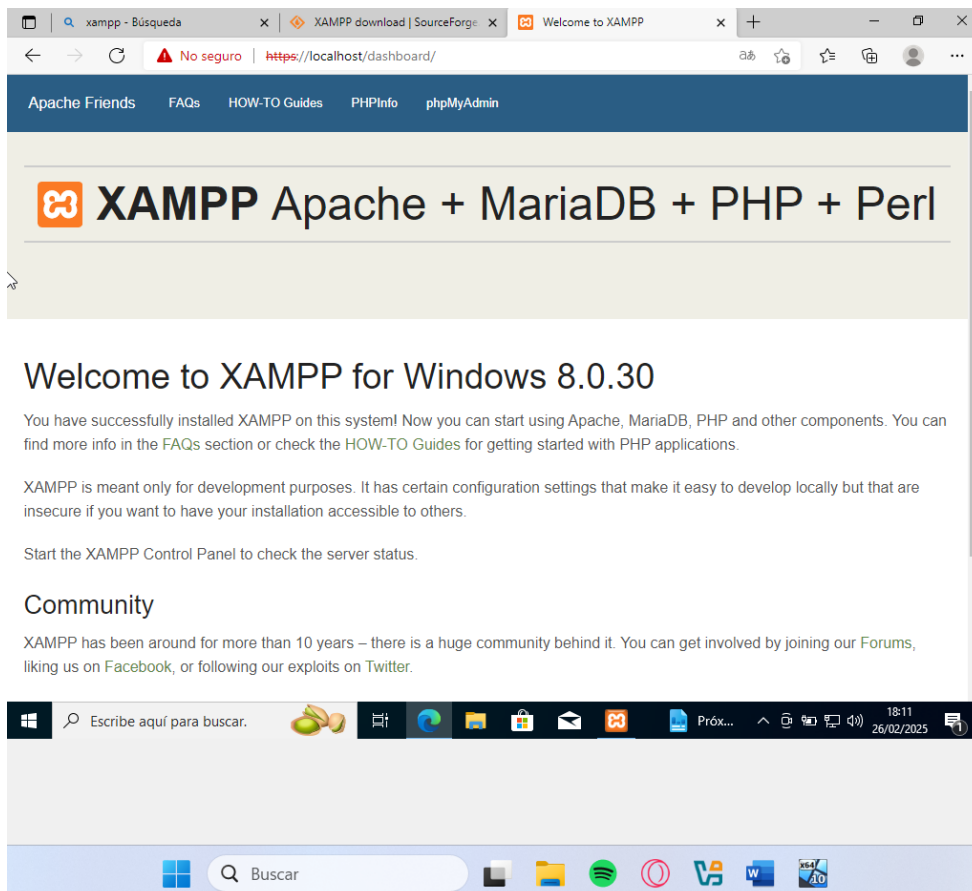 xampp - Búsqueda
XAMPP download | SourceForge
Welcome to XAMPP
No seguro
https://localhost/dashboard/
Apache Friends
FAQs
HOW-TO Guides
PHPInfo
phpMyAdmin
XAMPP Apache + MariaDB + PHP + Perl
Welcome to XAMPP for Windows 8.0.30
You have successfully installed XAMPP on this system! Now you can start using Apache, MariaDB, PHP and other components. You can
find more info in the FAQs section or check the HOW-TO Guides for getting started with PHP applications.
XAMPP is meant only for development purposes. It has certain configuration settings that make it easy to develop locally but that are
insecure if you want to have your installation accessible to others.
Start the XAMPP Control Panel to check the server status.
Community
XAMPP has been around for more than 10 years – there is a huge community behind it. You can get involved by joining our Forums,
liking us on Facebook, or following our exploits on Twitter.
Escribe aquí para buscar.
Próx...
18:11
26/02/2025
1
Buscar
W
x64
10